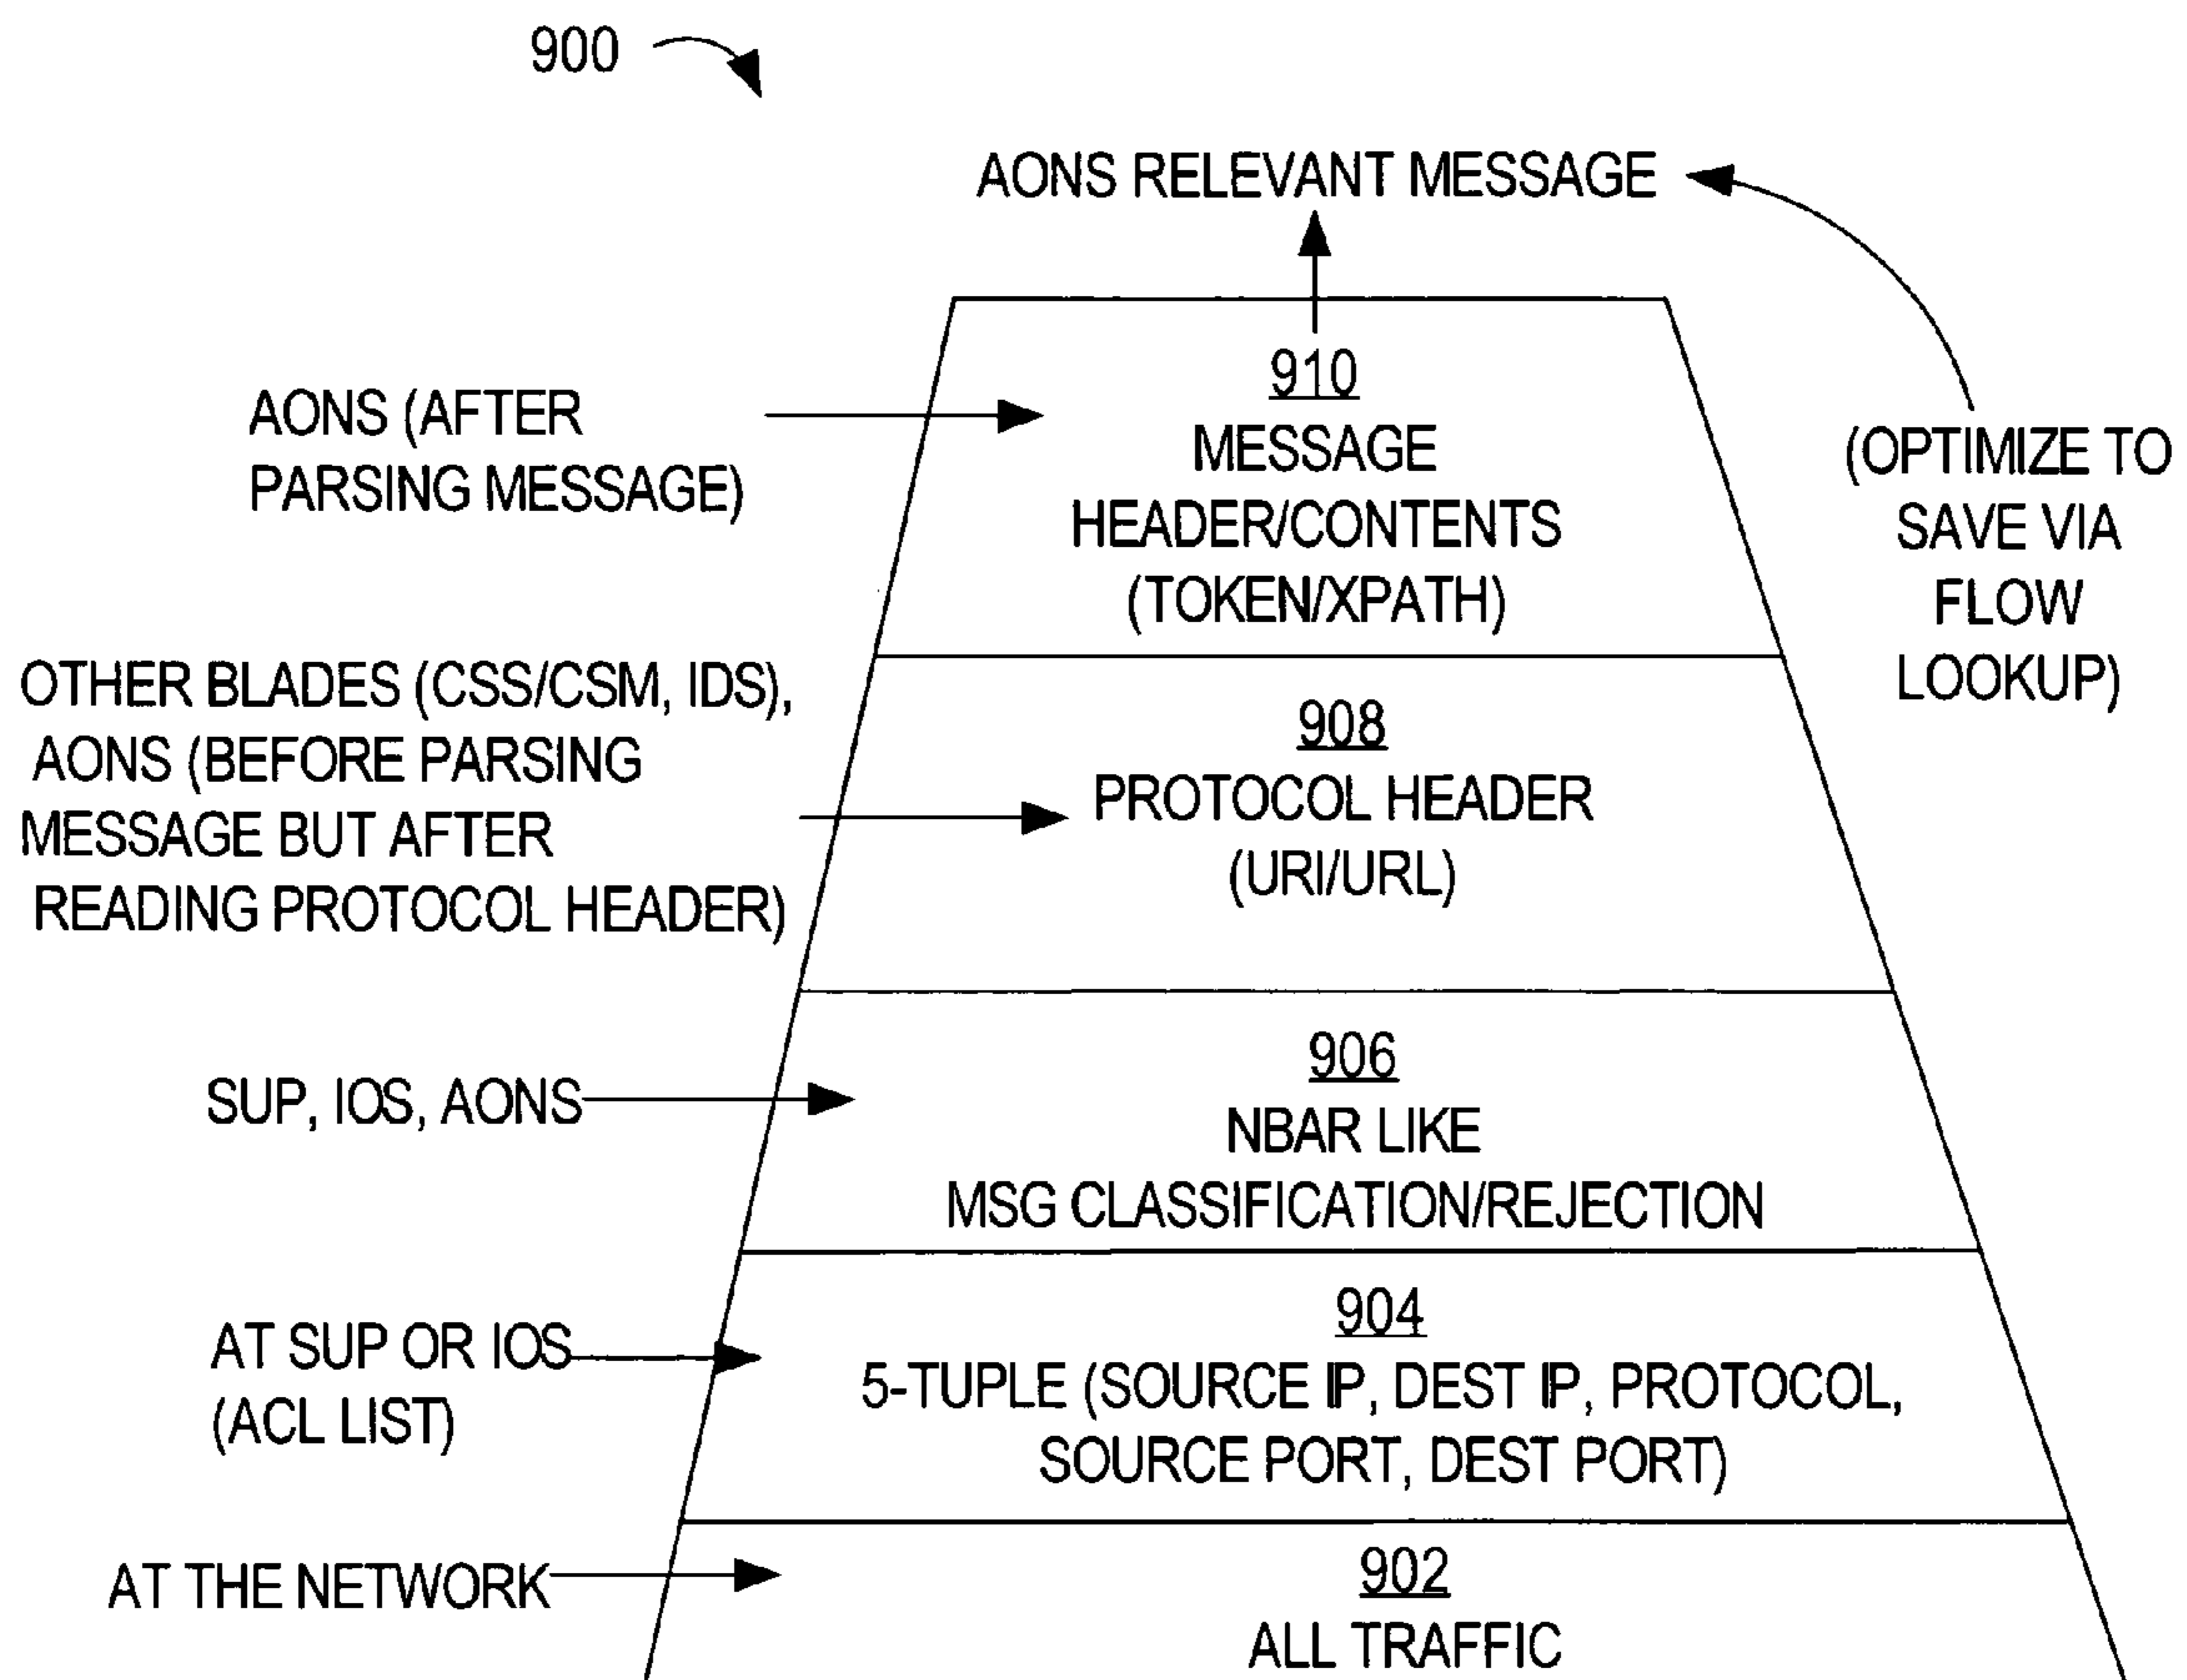 900
AONS RELEVANT MESSAGE
AONS (AFTER
PARSING MESSAGE)
910
MESSAGE
HEADER/CONTENTS
(TOKEN/XPATH)
(OPTIMIZE TO
SAVE VIA
FLOW
LOOKUP)
OTHER BLADES (CSS/CSM, IDS),
AONS (BEFORE PARSING
MESSAGE BUT AFTER
READING PROTOCOL HEADER)
908
PROTOCOL HEADER
(URI/URL)
SUP, IOS, AONS
906
NBAR LIKE
MSG CLASSIFICATION/REJECTION
AT SUP OR IOS
(ACL LIST)
904
5-TUPLE (SOURCE IP, DEST IP, PROTOCOL,
SOURCE PORT, DEST PORT)
AT THE NETWORK
902
ALL TRAFFIC